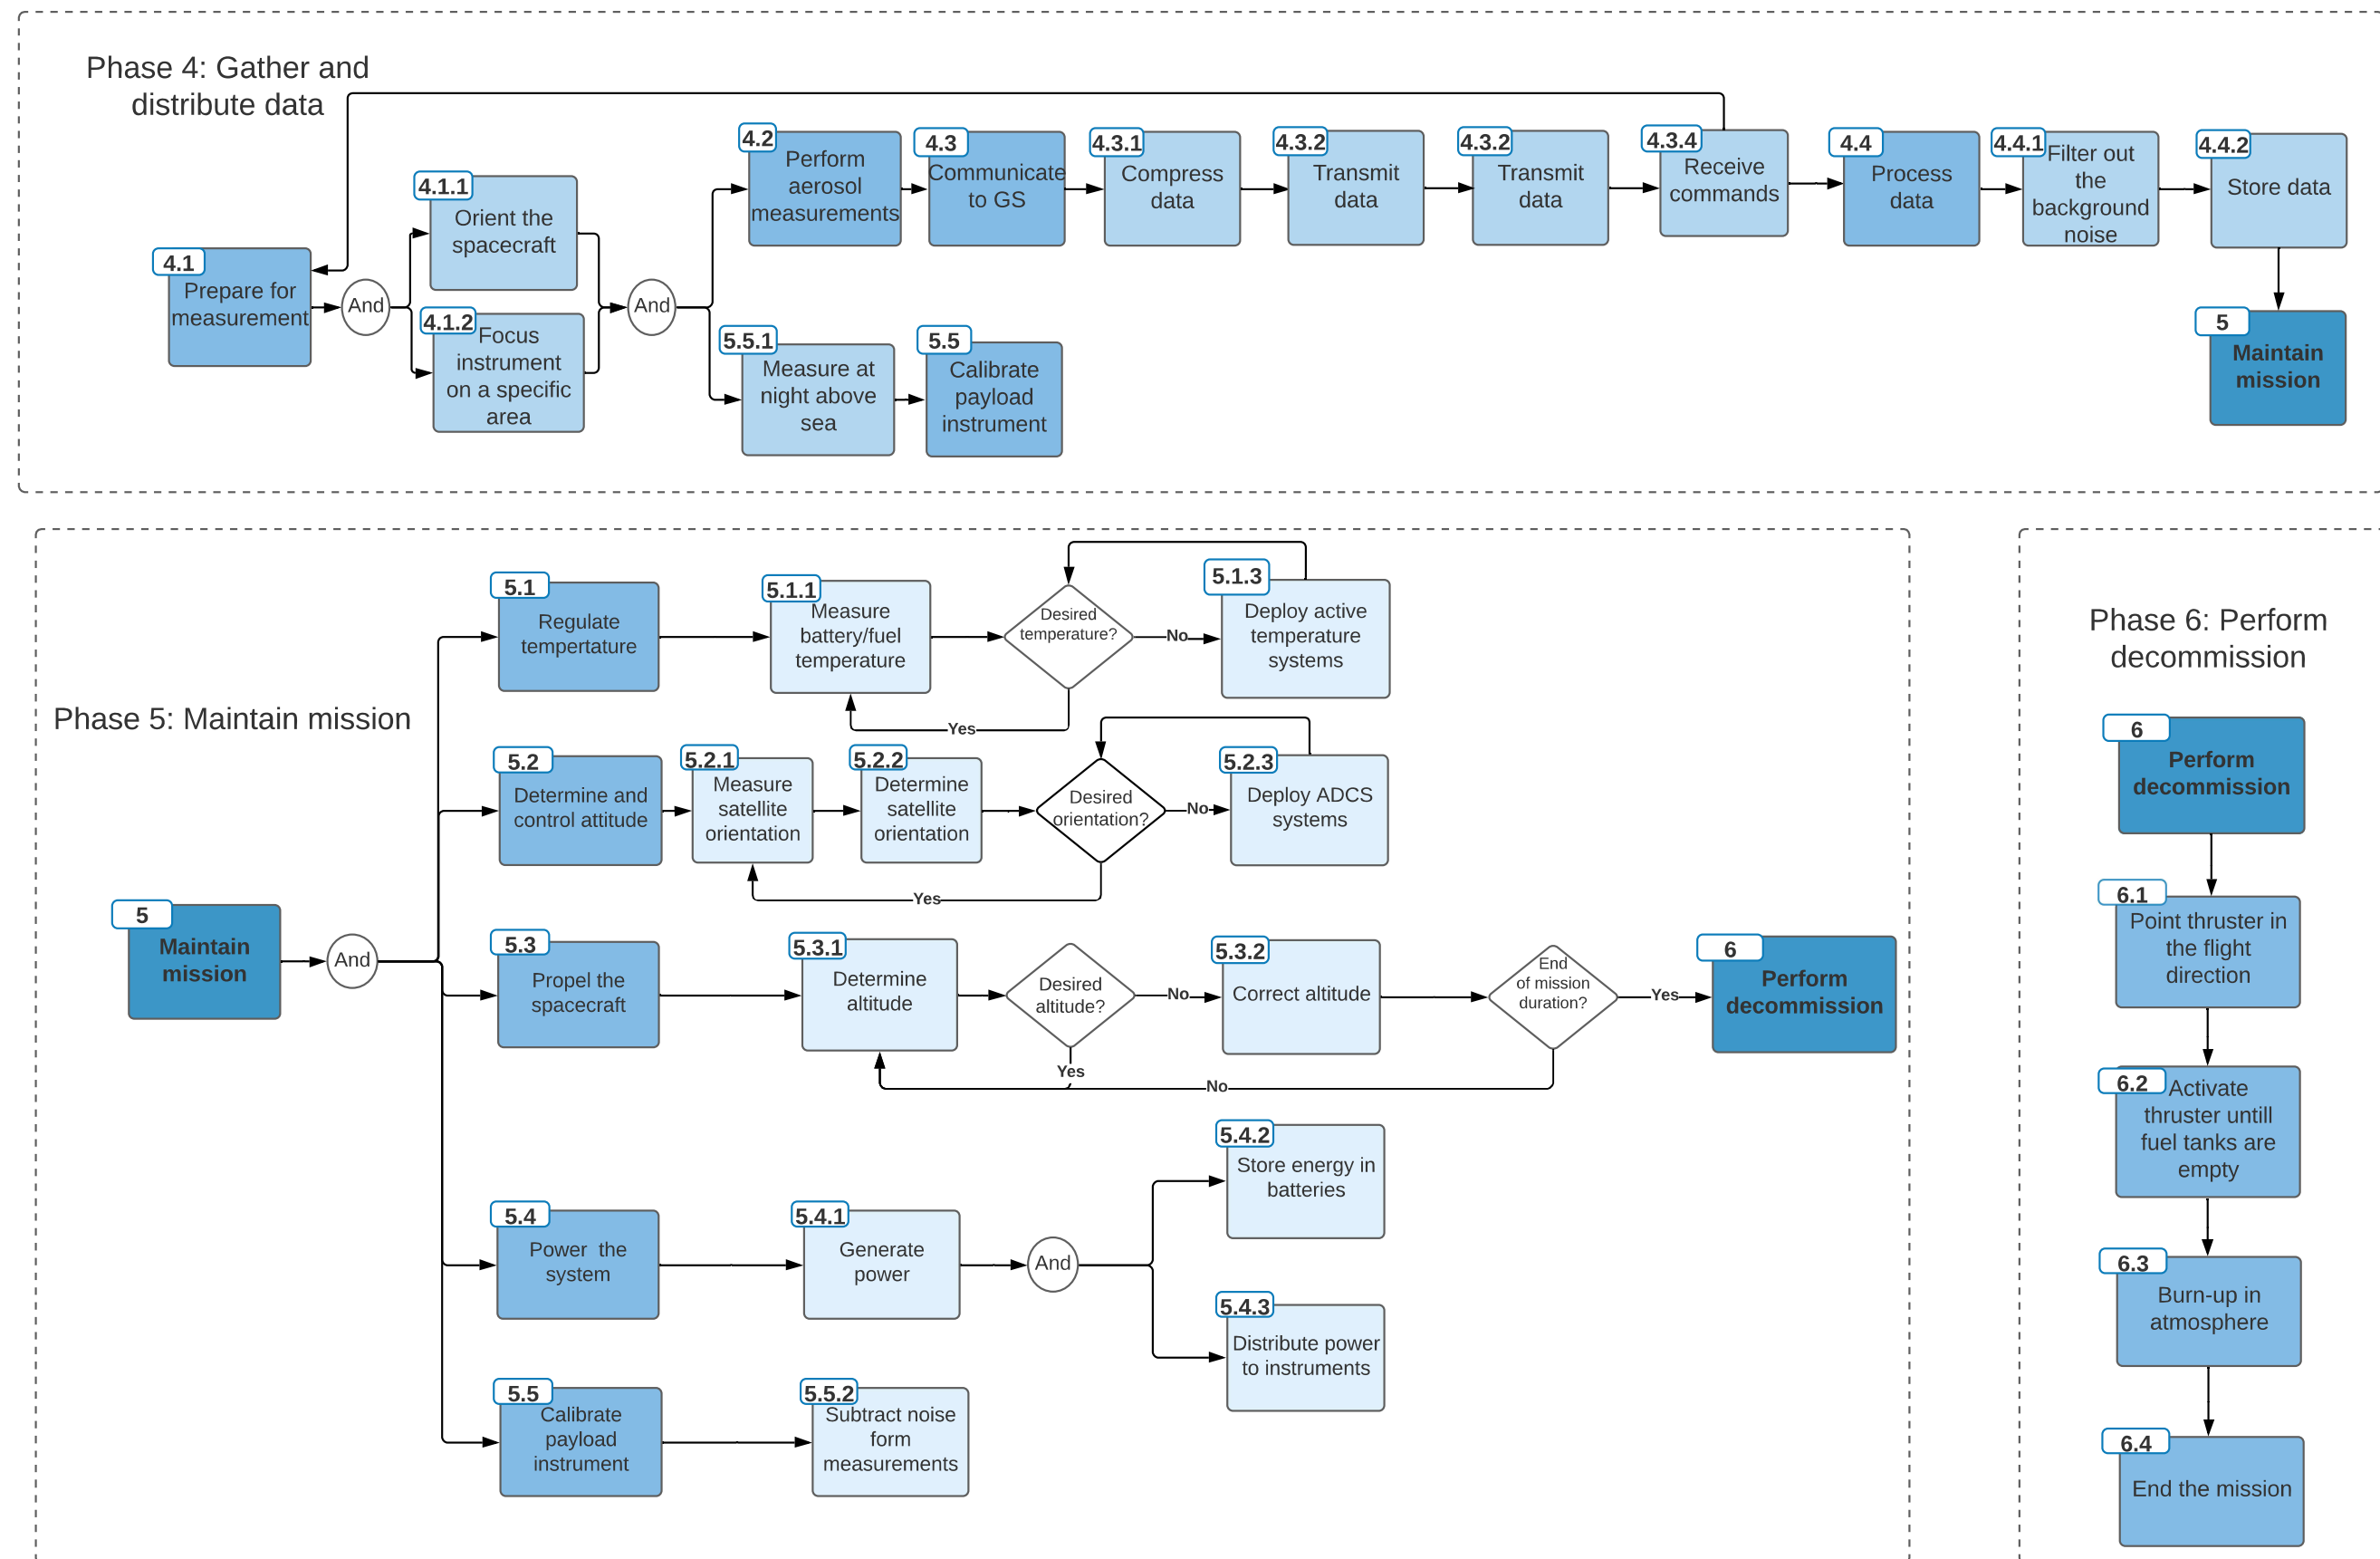 Phase 4: Gather and
distribute data
4.1
Prepare for
measurement
And
4.1.1
Orient the
spacecraft
4.1.2
Focus
instrument
on a specific
area
And
4.2
Perform
aerosol
measurements
4.3
Communicate
to GS
4.3.1
Compress
data
4.3.2
Transmit
data
4.3.2
Transmit
data
4.3.4
Receive
commands
4.4
Process
data
4.4.1
Filter out
the
background
noise
4.4.2
Store data
5
Maintain
mission
5.5.1
Measure at
night above
sea
5.5
Calibrate
payload
instrument
Phase 5: Maintain mission
5
Maintain
mission
And
5.1
Regulate
tempertature
5.1.1
Measure
battery/fuel
temperature
Desired
temperature?
No
Yes
5.1.3
Deploy active
temperature
systems
5.2
Determine and
control attitude
5.2.1
Measure
satellite
orientation
5.2.2
Determine
satellite
orientation
Desired
orientation?
No
Yes
5.2.3
Deploy ADCS
systems
5.3
Propel the
spacecraft
5.3.1
Determine
altitude
Desired
altitude?
No
Yes
5.3.2
Correct altitude
End
of mission
duration?
Yes
No
6
Perform
decommission
5.4
Power  the
system
5.4.1
Generate
power
And
5.4.2
Store energy in
batteries
5.4.3
Distribute power
to instruments
5.5
Calibrate
payload
instrument
5.5.2
Subtract noise
form
measurements
Phase 6: Perform
decommission
6
Perform
decommission
6.1
Point thruster in
the flight
direction
6.2
Activate
thruster untill
fuel tanks are
empty
6.3
Burn-up in
atmosphere
6.4
End the mission